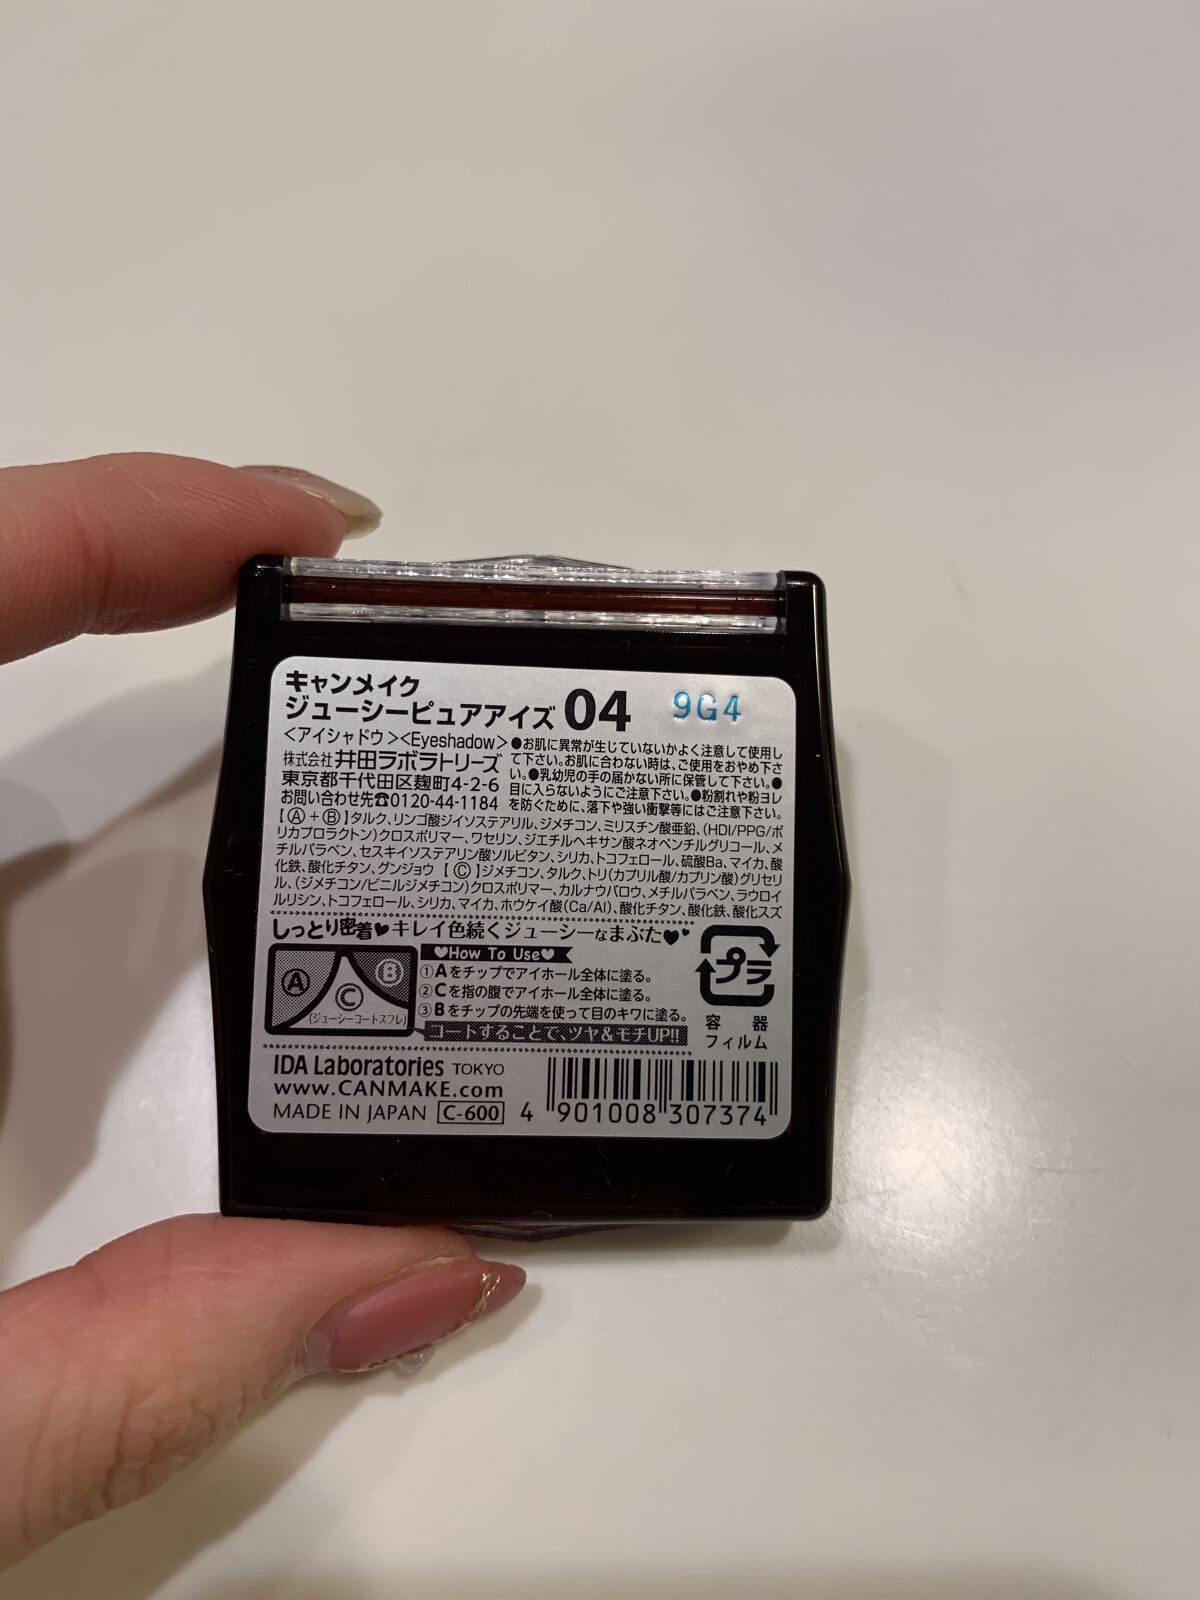 キャンメイク
ジューシーピュアアイズ 04 9G4
＜アイシャドウ＞＜Eyeshadow＞
株式会社 井田ラボラトリーズ
東京都千代田区麹町4-2-6
お問い合わせ先☎0120-44-1184
●お肌に異常が生じていないかよく注意して使用し
て下さい。お肌に合わない時は、ご使用をおやめ下さ
い。●乳幼児の手の届かない所に保管して下さい。●
目に入らないようにご注意下さい。●粉割れや粉ヨレ
を防ぐために、落下や強い衝撃等にはご注意下さい。
【Ⓐ+Ⓑ】タルク、リンゴ酸ジイソステアリル、ジメチコン、ミリスチン酸亜鉛、(HDI/PPG/ポ
リカプロラクトン)クロスポリマー、ワセリン、ジエチルヘキサン酸ネオペンチルグリコール、メ
チルパラベン、セスキイソステアリン酸ソルビタン、シリカ、トコフェロール、硫酸Ba、マイカ、酸
化鉄、酸化チタン、グンジョウ【Ⓒ】ジメチコン、タルク、トリ(カプリル酸/カプリン酸)グリセリ
ル、(ジメチコン/ビニルジメチコン)クロスポリマー、カルナウバロウ、メチルパラベン、ラウロイ
ルリシン、トコフェロール、シリカ、マイカ、ホウケイ酸(Ca/Al)、酸化チタン、酸化鉄、酸化スズ
しっとり密着♥キレイ色続くジューシーなまぶた♥♥
A
B
C
(ジューシーコートスフレ)
♥How To Use♥
①Aをチップでアイホール全体に塗る。
②Cを指の腹でアイホール全体に塗る。
③Bをチップの先端を使って目のキワに塗る。
コートすることで、ツヤ&モチUP!!
プラ
容器
フィルム
IDA Laboratories TOKYO
www.CANMAKE.com
MADE IN JAPAN C-600
4 901008 307374